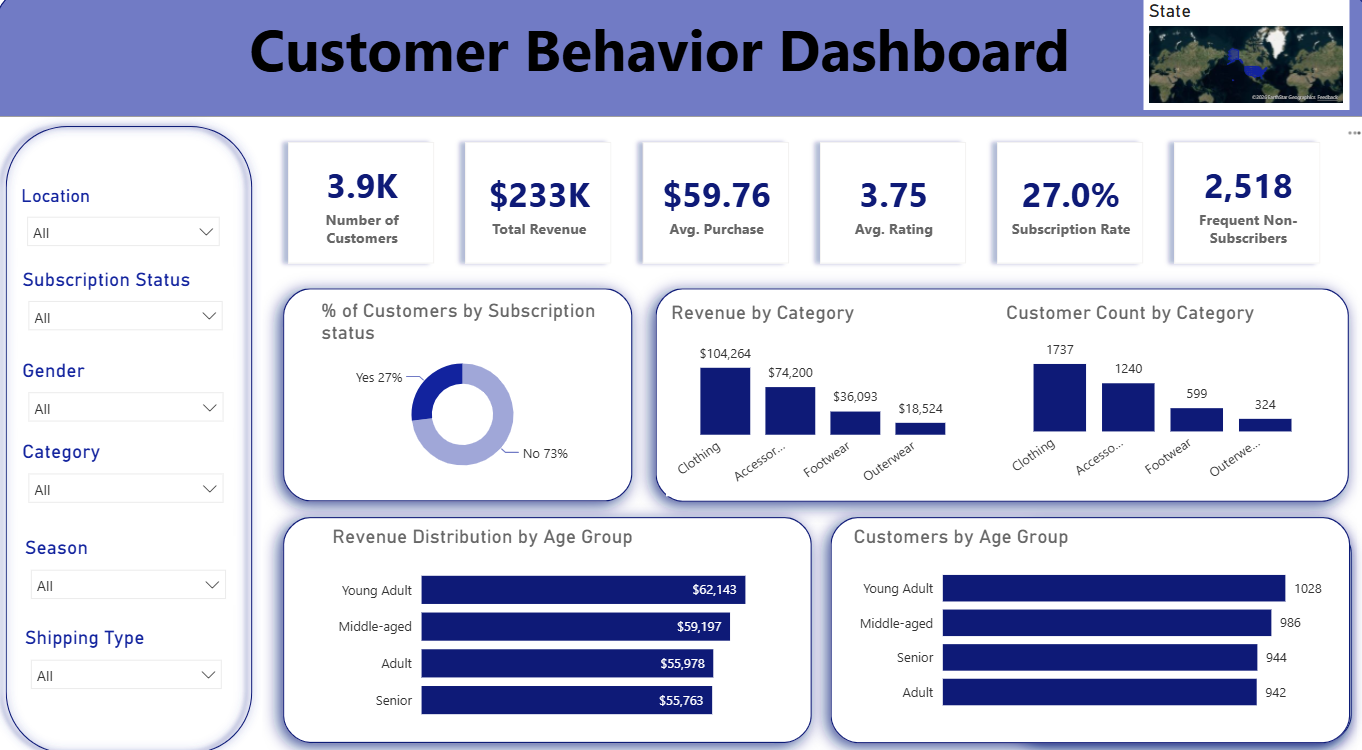 Customer Behavior Dashboard
State
Feedback
Location
All
Subscription Status
All
Gender
All
Category
All
Season
All
Shipping Type
All
3.9K
Number of
Customers
$233K
Total Revenue
$59.76
Avg. Purchase
3.75
Avg. Rating
27.0%
Subscription Rate
2,518
Frequent Non-
Subscribers
% of Customers by Subscription
status
Yes 27%
No 73%
Revenue by Category
$104,264
$74,200
$36,093
$18,524
Clothing
Accessor...
Footwear
Outerwear
Customer Count by Category
1737
1240
599
324
Clothing
Accesso...
Footwear
Outerwe...
Revenue Distribution by Age Group
Young Adult $62,143
Middle-aged $59,197
Adult $55,978
Senior $55,763
Customers by Age Group
Young Adult 1028
Middle-aged 986
Senior 944
Adult 942